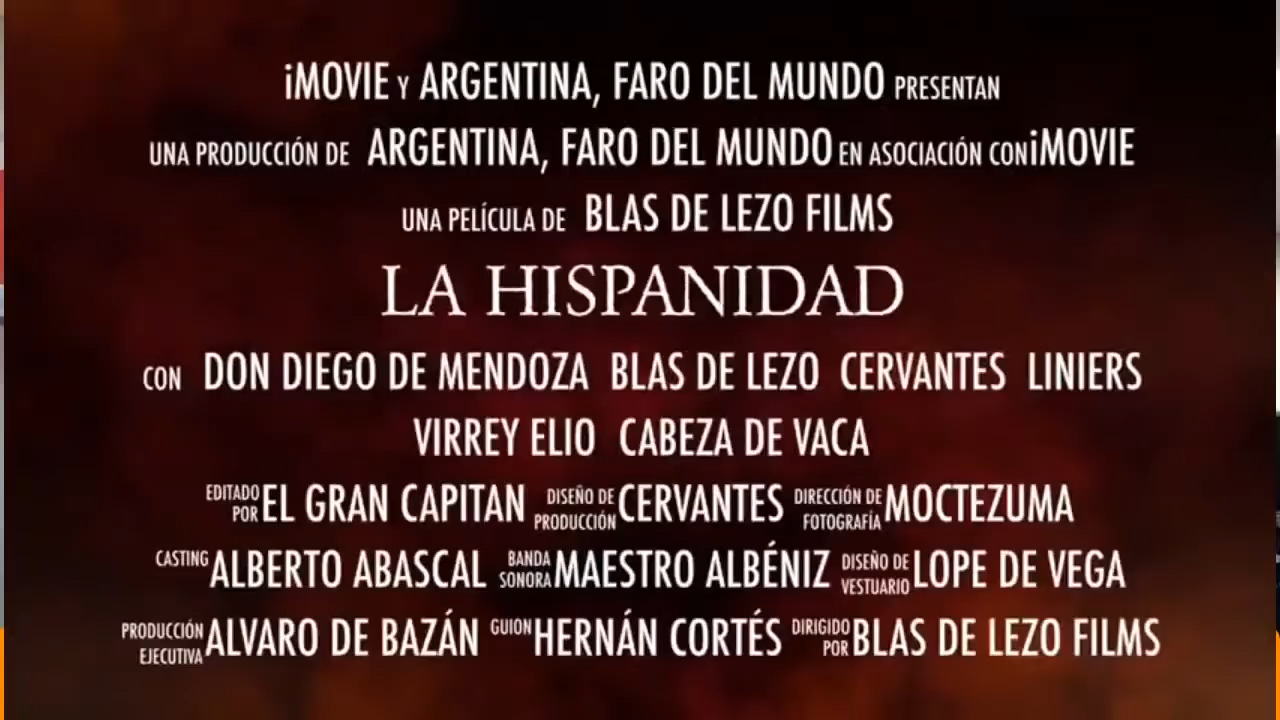 iMOVIE Y ARGENTINA, FARO DEL MUNDO PRESENTAN
UNA PRODUCCIÓN DE ARGENTINA, FARO DEL MUNDO EN ASOCIACIÓN CON iMOVIE
UNA PELÍCULA DE BLAS DE LEZO FILMS
LA HISPANIDAD
CON DON DIEGO DE MENDOZA BLAS DE LEZO CERVANTES LINIERS
VIRREY ELIO CABEZA DE VACA
EDITADO POR EL GRAN CAPITAN DISEÑO DE PRODUCCIÓN CERVANTES DIRECCIÓN DE FOTOGRAFÍA MOCTEZUMA
CASTING ALBERTO ABASCAL BANDA SONORA MAESTRO ALBÉNIZ DISEÑO DE VESTUARIO LOPE DE VEGA
PRODUCCIÓN EJECUTIVA ALVARO DE BAZÁN GUION HERNÁN CORTÉS DIRIGIDO POR BLAS DE LEZO FILMS